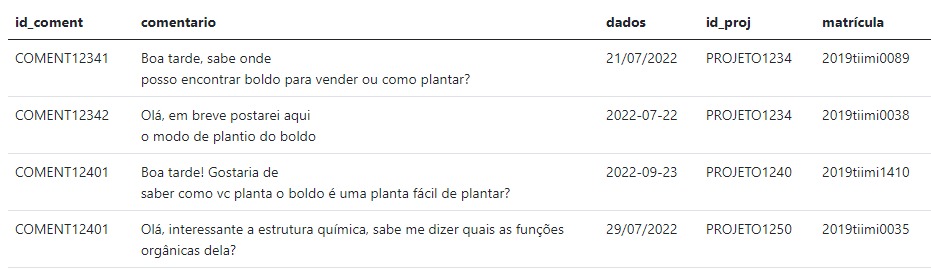 id_coment comentario dados id_proj matrícula
COMENT12341 Boa tarde, sabe onde 21/07/2022 PROJETO1234 2019tiimi0089
posso encontrar boldo para vender ou como plantar?
COMENT12342 Olá, em breve postarei aqui 2022-07-22 PROJETO1234 2019tiimi0038
o modo de plantio do boldo
COMENT12401 Boa tarde! Gostaria de 2022-09-23 PROJETO1240 2019tiimi1410
saber como vc planta o boldo é uma planta fácil de plantar?
COMENT12401 Olá, interessante a estrutura química, sabe me dizer quais as funções 29/07/2022 PROJETO1250 2019tiimi0035
orgânicas dela?